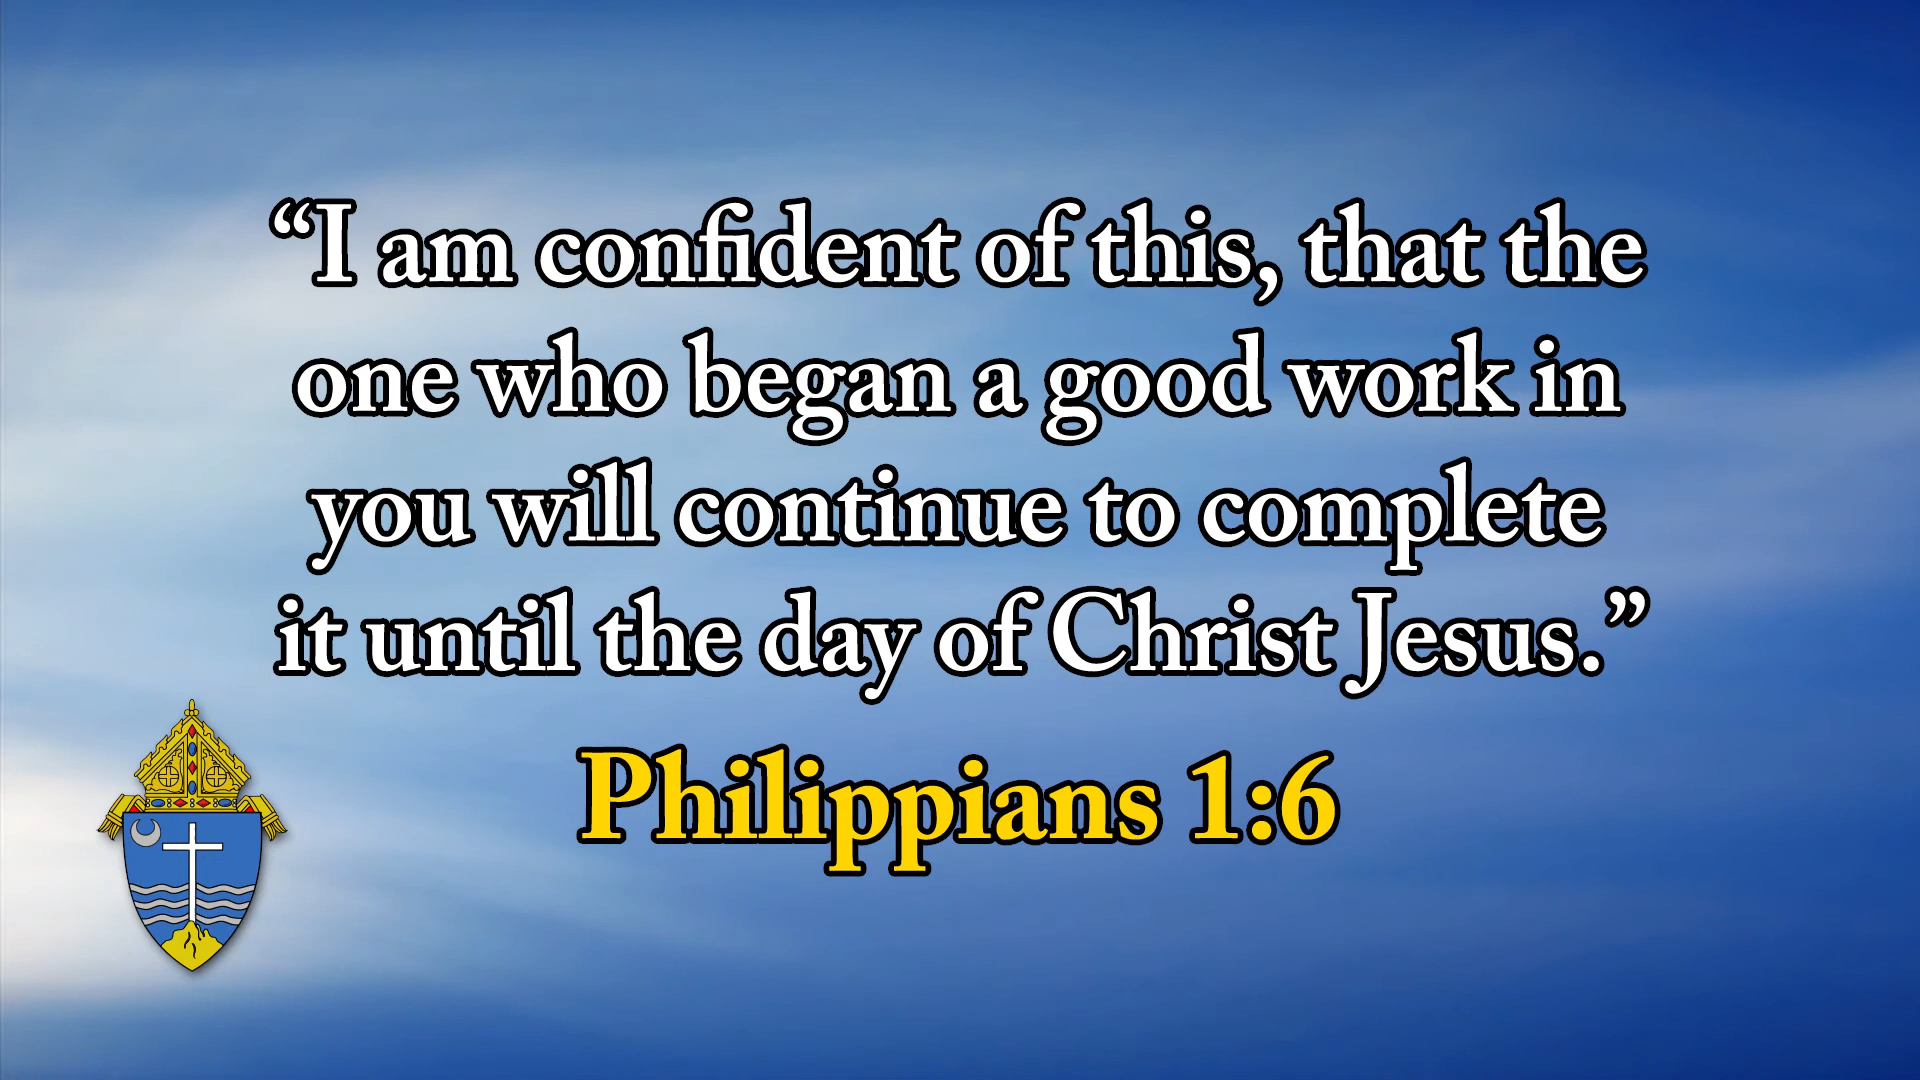 “I am confident of this, that the
one who began a good work in
you will continue to complete
it until the day of Christ Jesus.”
Philippians 1:6